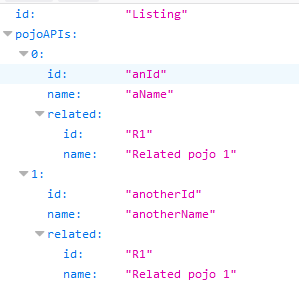 id: "Listing"
pojoAPIs:
0:
id: "anId"
name: "aName"
related:
id: "R1"
name: "Related pojo 1"
1:
id: "anotherId"
name: "anotherName"
related:
id: "R1"
name: "Related pojo 1"